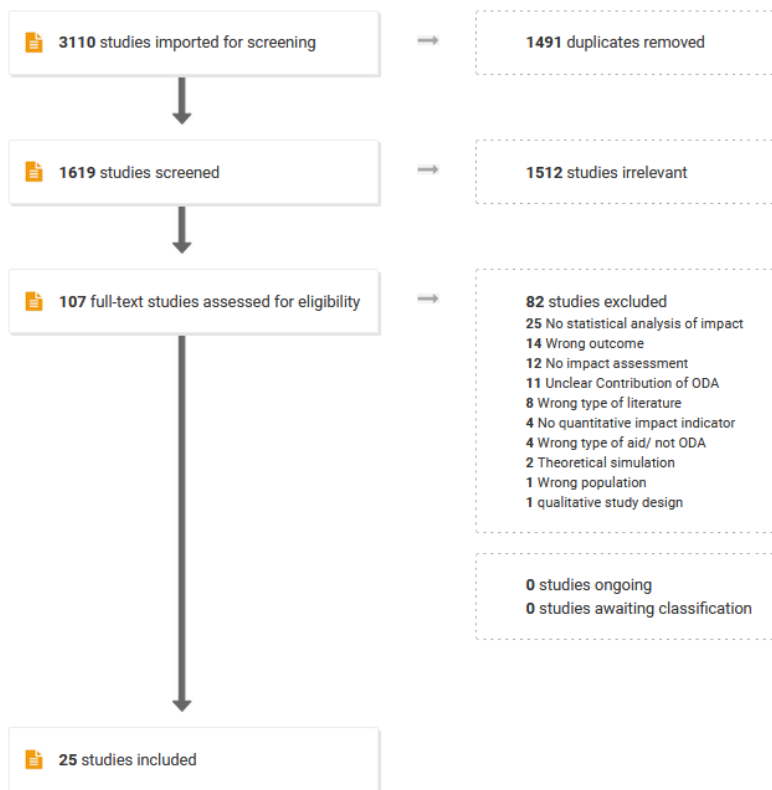 3110 studies imported for screening
1491 duplicates removed
1619 studies screened
1512 studies irrelevant
107 full-text studies assessed for eligibility
82 studies excluded
25 No statistical analysis of impact
14 Wrong outcome
12 No impact assessment
11 Unclear Contribution of ODA
8 Wrong type of literature
4 No quantitative impact indicator
4 Wrong type of aid/ not ODA
2 Theoretical simulation
1 Wrong population
1 qualitative study design
0 studies ongoing
0 studies awaiting classification
25 studies included